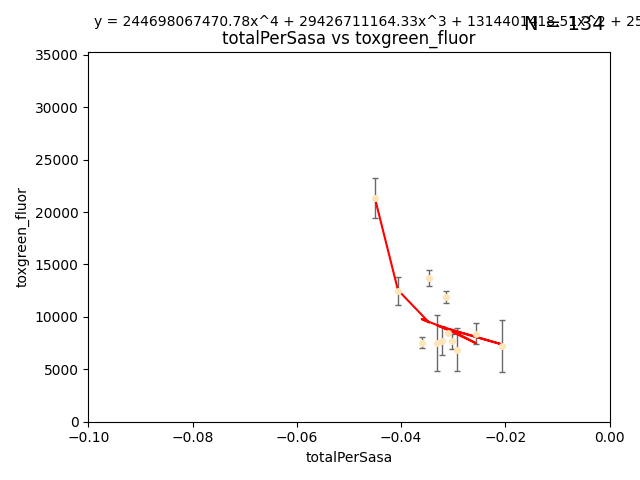 y = 244698067470.78x^4 + 29426711164.33x^3 +
N = 134
totalPerSasa vs toxgreen_fluor
35000
30000
25000
20000
15000
10000
5000
0
toxgreen_fluor
−0.10 −0.08 −0.06 −0.04 −0.02 0.00
totalPerSasa